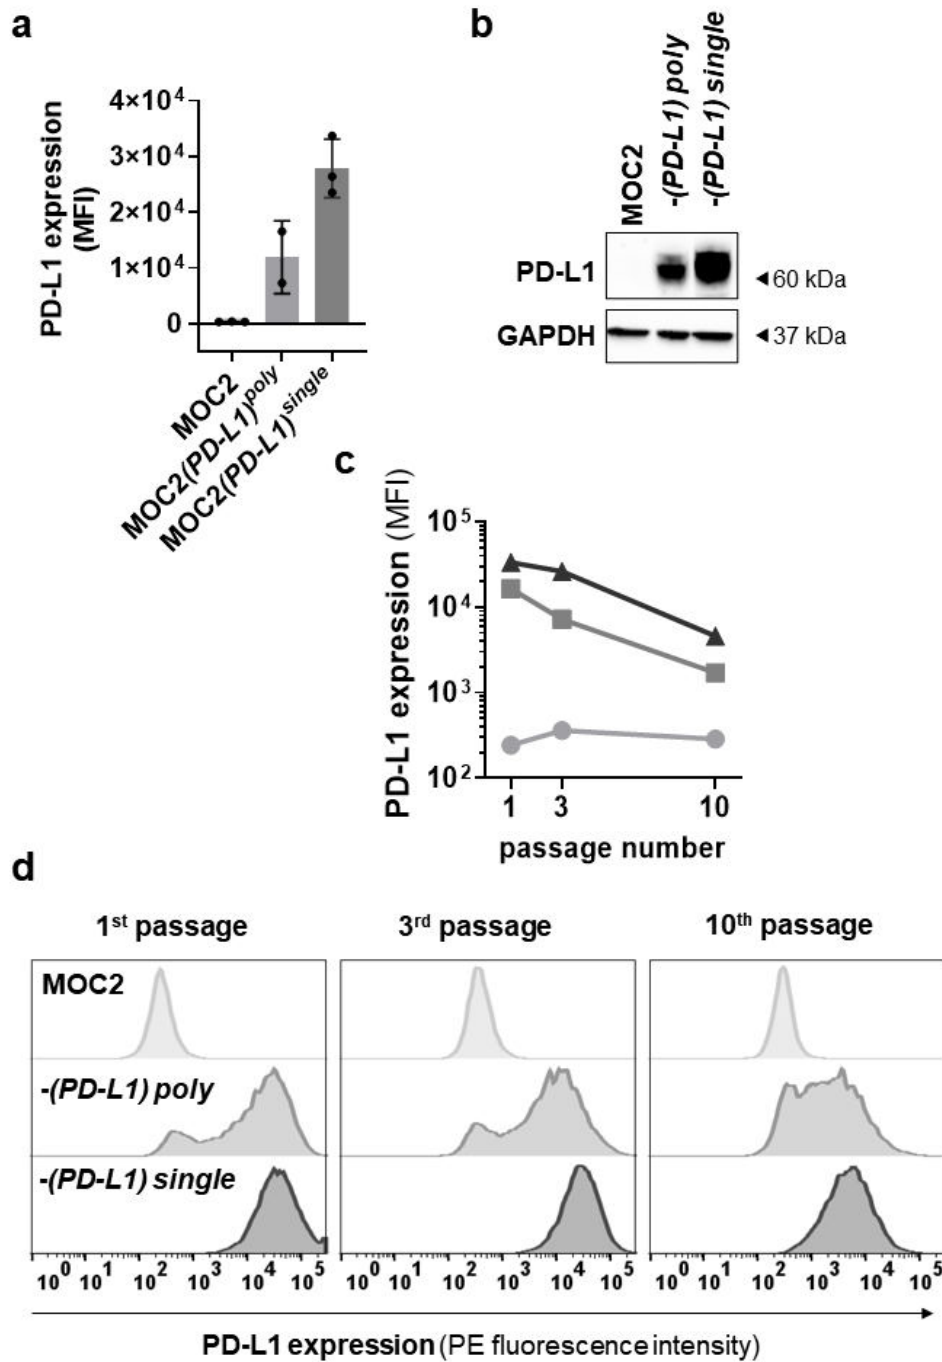 a
4×10⁴
3×10⁴
2×10⁴
1×10⁴
0
PD-L1 expression
(MFI)
MOC2
MOC2(PD-L1)ᵖᵒˡʸ
MOC2(PD-L1)ˢⁱⁿᵍˡᵉ
b
MOC2
-(PD-L1) poly
-(PD-L1) single
PD-L1
◄60 kDa
GAPDH
◄37 kDa
c
PD-L1 expression (MFI)
10⁵
10⁴
10³
10²
1 3 10
passage number
d
1ˢᵗ passage 3ʳᵈ passage 10ᵗʰ passage
MOC2
-(PD-L1) poly
-(PD-L1) single
10⁰ 10¹ 10² 10³ 10⁴ 10⁵ 10⁰ 10¹ 10² 10³ 10⁴ 10⁵ 10⁰ 10¹ 10² 10³ 10⁴ 10⁵
PD-L1 expression (PE fluorescence intensity)